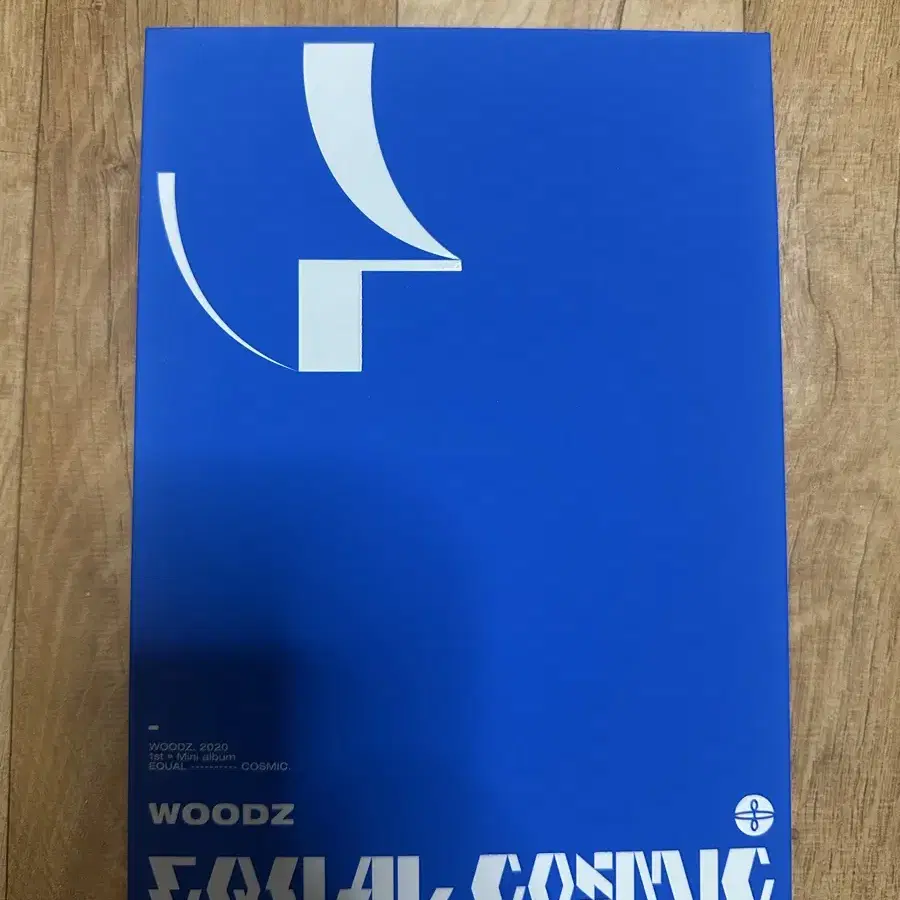 WOODZ. 2020
1st * Mini album
EQUAL ---------- COSMIC.
WOODZ
EQUAL COSMIC